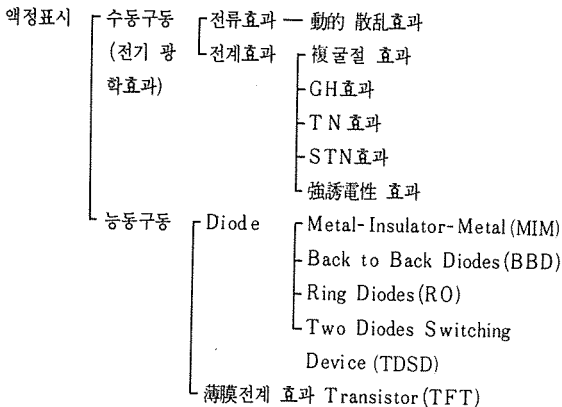 액정표시 수동구동 전류효과 動的 散乱효과
(전기 광 전계효과 複굴절 효과
학효과) GH효과
TN효과
STN효과
強誘電性 효과
능동구동 Diode Metal-Insulator-Metal(MIM)
Back to Back Diodes(BBD)
Ring Diodes(RO)
Two Diodes Switching
Device (TDSD)
薄膜전계 효과 Transistor(TFT)